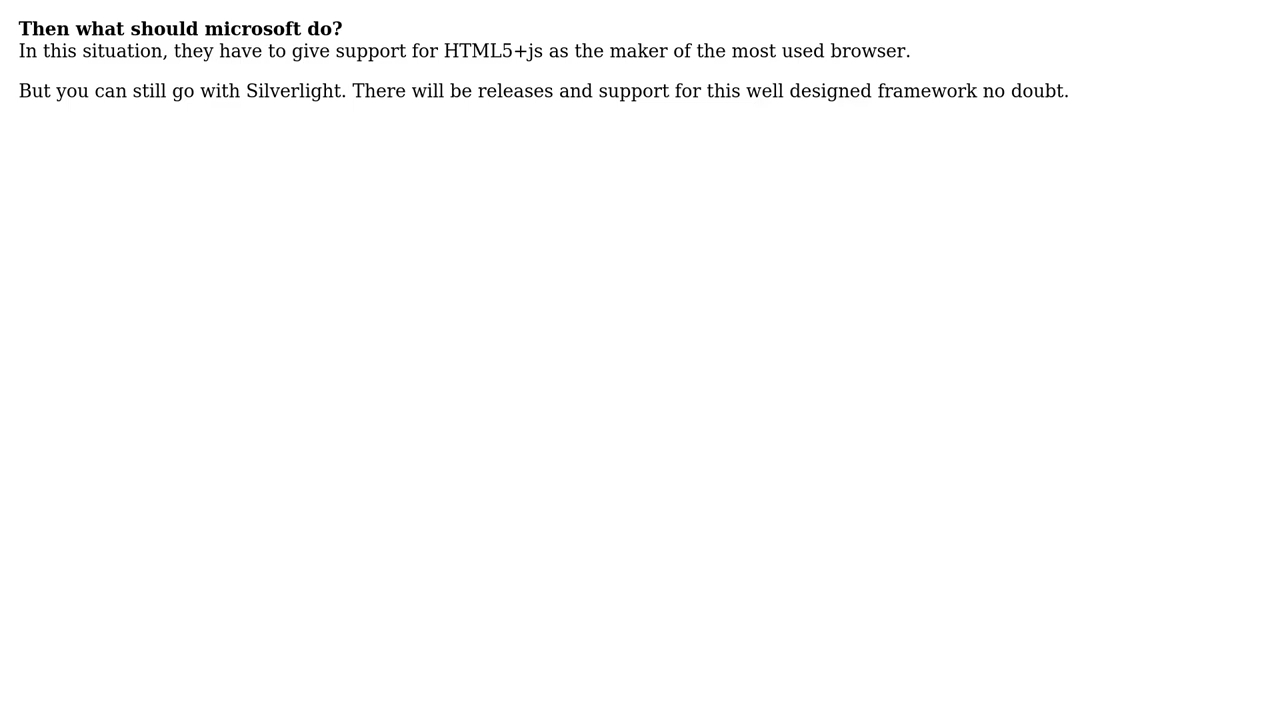 Then what should microsoft do?
In this situation, they have to give support for HTML5+js as the maker of the most used browser.
But you can still go with Silverlight. There will be releases and support for this well designed framework no doubt.